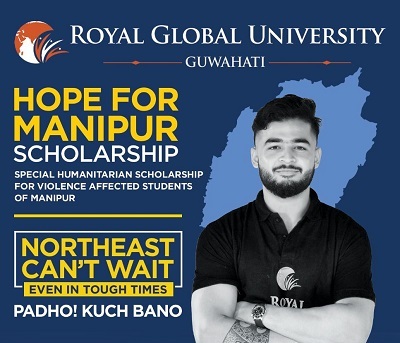 ROYAL GLOBAL UNIVERSITY
GUWAHATI
HOPE FOR
MANIPUR
SCHOLARSHIP
SPECIAL HUMANITARIAN SCHOLARSHIP
FOR VIOLENCE AFFECTED STUDENTS
OF MANIPUR
NORTHEAST
CAN'T WAIT
EVEN IN TOUGH TIMES
PADHO! KUCH BANO
ROYAL